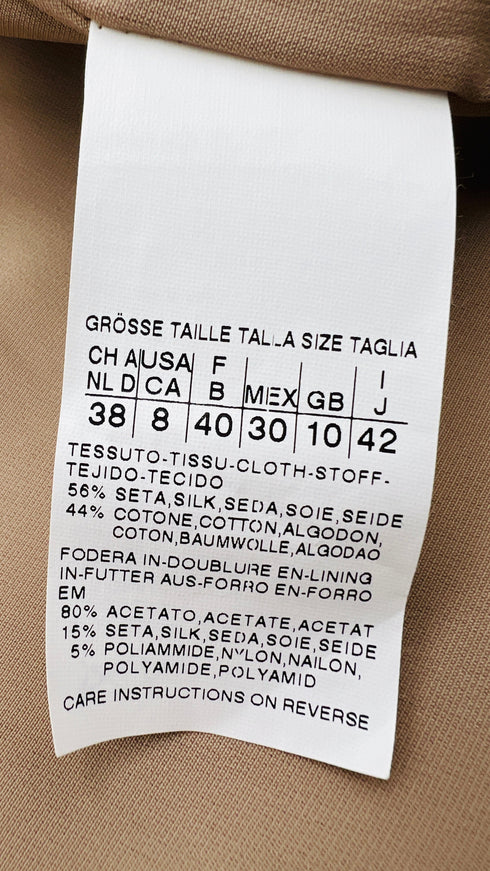 GRÖSSE TAILLE TALLA SIZE TAGLIA
CH A USA F MEX GB I
NL D CA B J
38 8 40 30 10 42
TESSUTO-TISSU-CLOTH-STOFF-
TEJIDO-TECIDO
56% SETA,SILK,SEDA,SOIE,SEIDE
44% COTONE,COTTON,ALGODON,
COTON,BAUMWOLLE,ALGODAO
FODERA IN-DOUBLURE EN-LINING
IN-FUTTER AUS-FORRO EN-FORRO
EM
80% ACETATO,ACETATE,ACETAT
15% SETA,SILK,SEDA,SOIE,SEIDE
5% POLIAMMIDE,NYLON,NAILON,
POLYAMIDE,POLYAMID
CARE INSTRUCTIONS ON REVERSE